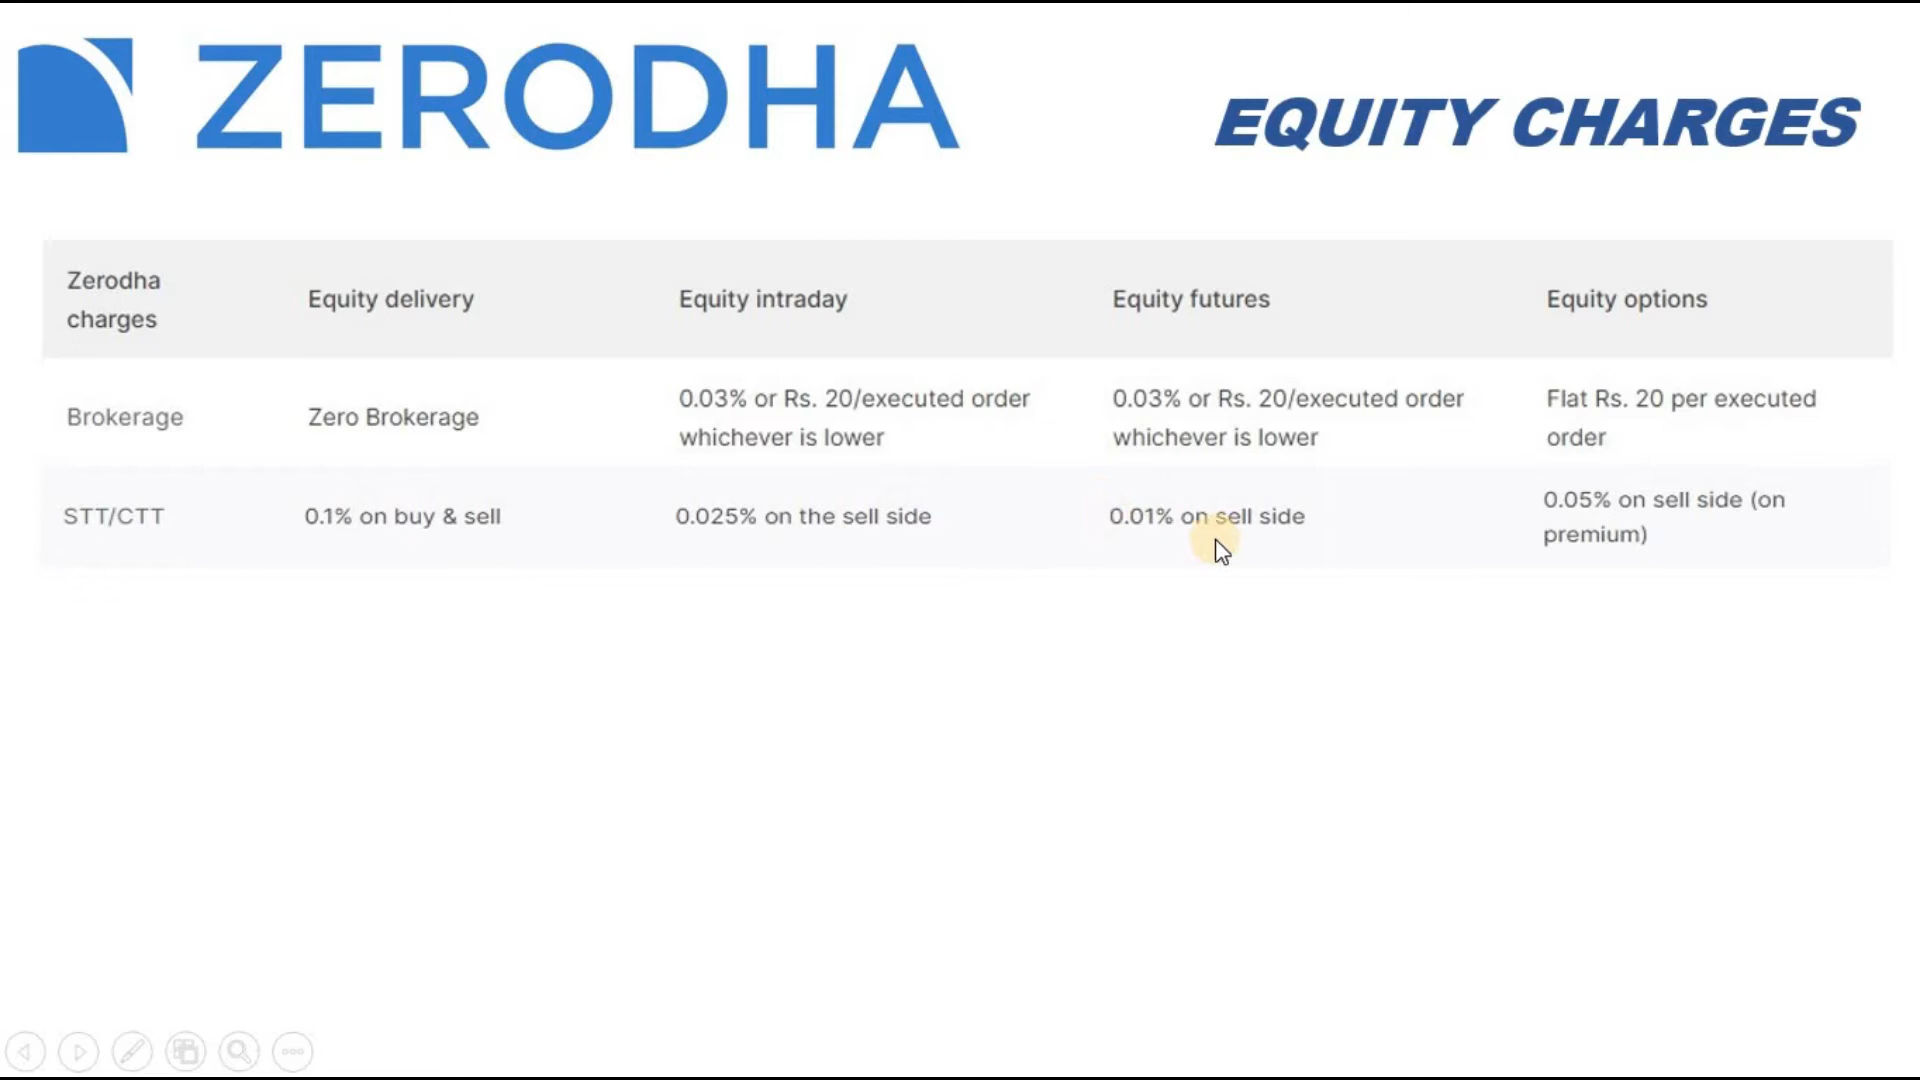 ZERODHA
EQUITY CHARGES
Zerodha
charges
Equity delivery
Equity intraday
Equity futures
Equity options
Brokerage
Zero Brokerage
0.03% or Rs. 20/executed order
whichever is lower
0.03% or Rs. 20/executed order
whichever is lower
Flat Rs. 20 per executed
order
STT/CTT
0.1% on buy & sell
0.025% on the sell side
0.01% on sell side
0.05% on sell side (on
premium)